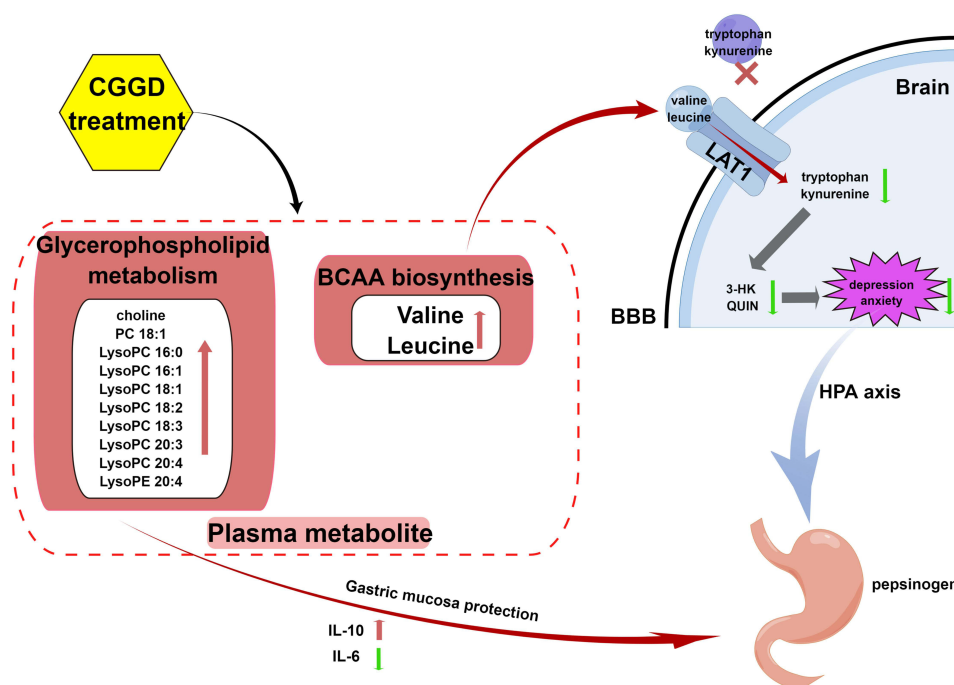 CGGD
treatment
Glycerophospholipid
metabolism
choline
PC 18:1
LysoPC 16:0
LysoPC 16:1
LysoPC 18:1
LysoPC 18:2
LysoPC 18:3
LysoPC 20:3
LysoPC 20:4
LysoPE 20:4
BCAA biosynthesis
Valine
Leucine
Plasma metabolite
tryptophan
kynurenine
valine
leucine
LAT1
Brain
tryptophan
kynurenine
3-HK
QUIN
depression
anxiety
BBB
HPA axis
Gastric mucosa protection
IL-10
IL-6
pepsinogen